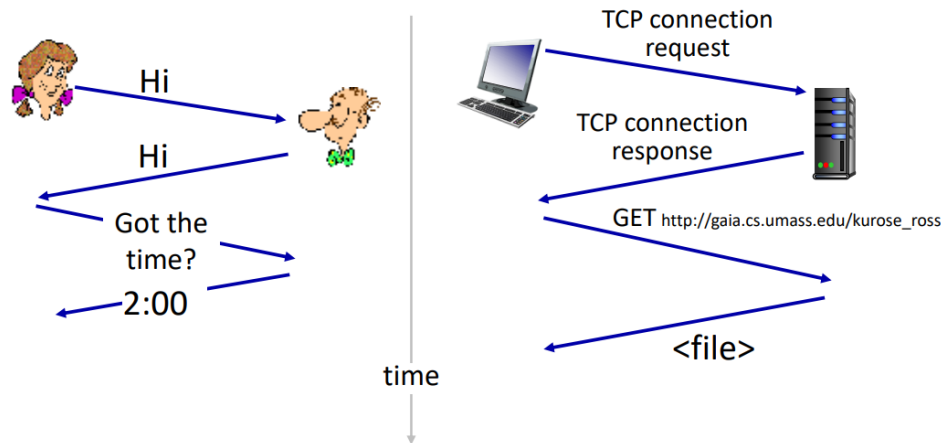 Hi
Hi
Got the
time?
2:00
time
TCP connection
request
TCP connection
response
GET http://gaia.cs.umass.edu/kurose_ross
<file>